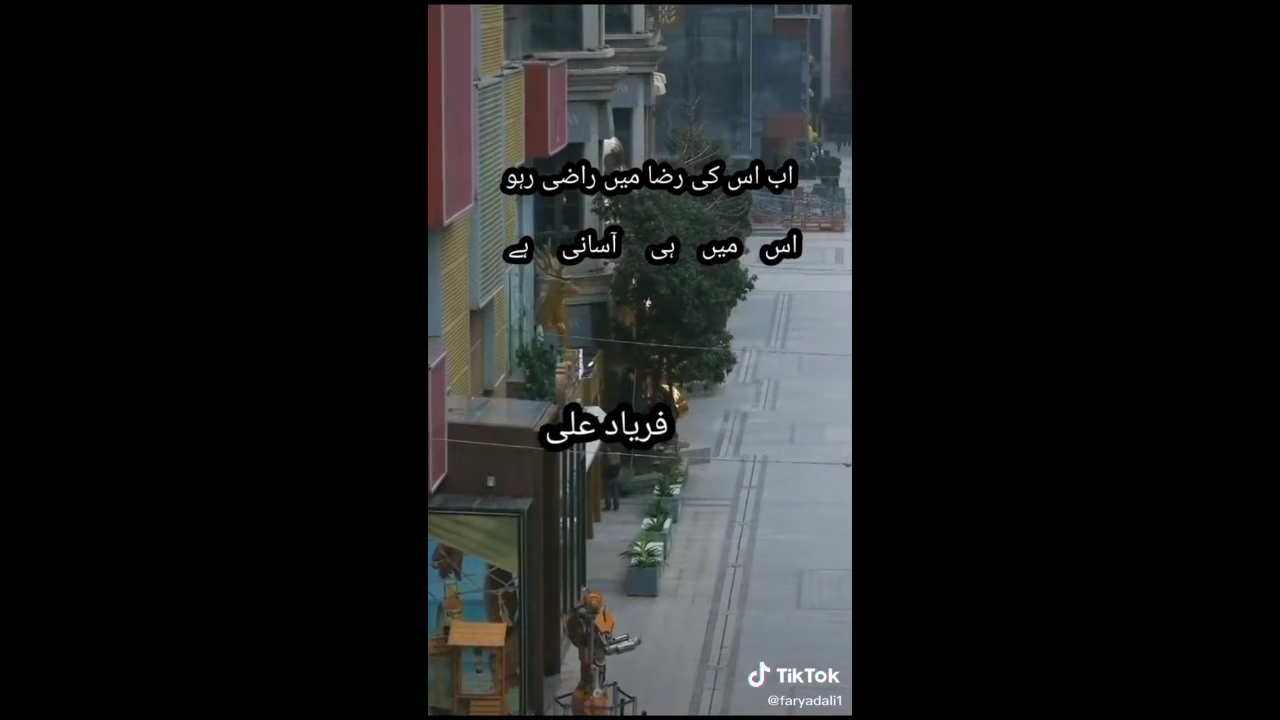 اب اس کی رضا میں راضی رہو
اس میں ہی آسانی ہے
فریاد علی
TikTok
@faryadali1